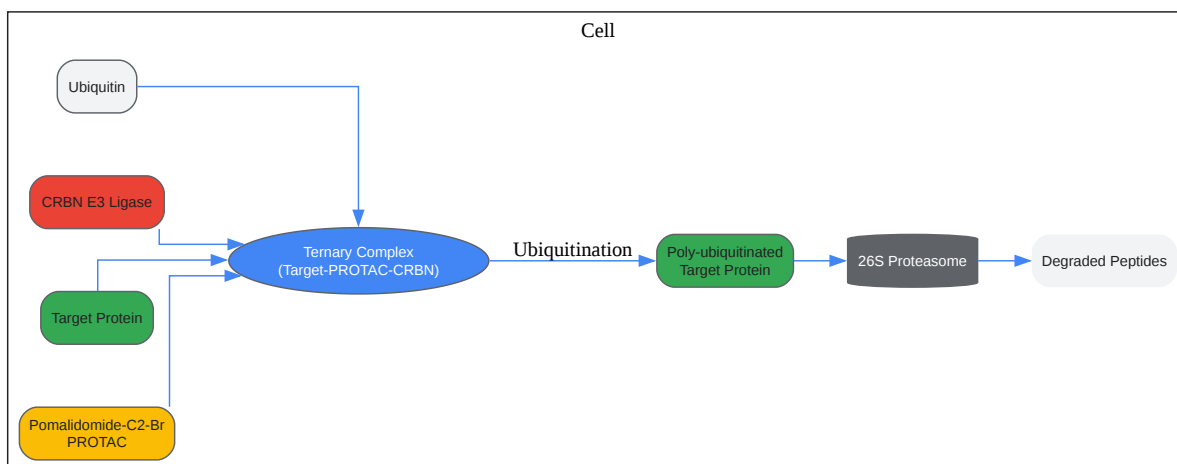 Cell
Ubiquitin
CRBN E3 Ligase
Target Protein
Pomalidomide-C2-Br
PROTAC
Ternary Complex
(Target-PROTAC-CRBN)
Ubiquitination
Poly-ubiquitinated
Target Protein
26S Proteasome
Degraded Peptides